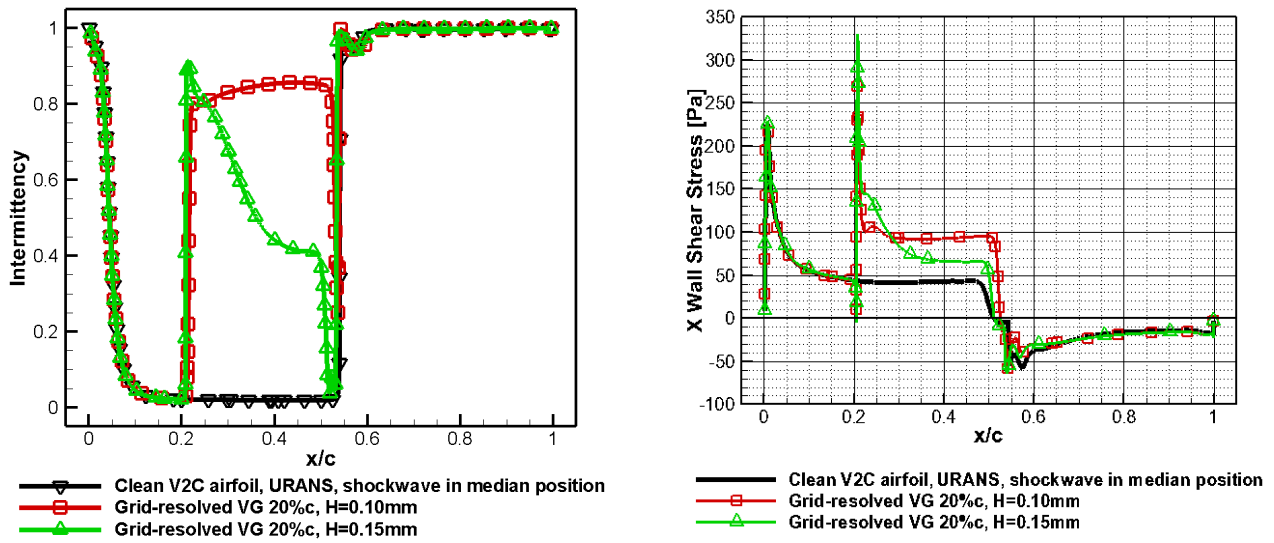 Intermittency
1
0.8
0.6
0.4
0.2
0
0
0.2
0.4
0.6
0.8
1
x/c
Clean V2C airfoil, URANS, shockwave in median position
Grid-resolved VG 20%c, H=0.10mm
Grid-resolved VG 20%c, H=0.15mm
X Wall Shear Stress [Pa]
350
300
250
200
150
100
50
0
-50
-100
0
0.2
0.4
0.6
0.8
1
x/c
Clean V2C airfoil, URANS, shockwave in median position
Grid-resolved VG 20%c, H=0.10mm
Grid-resolved VG 20%c, H=0.15mm